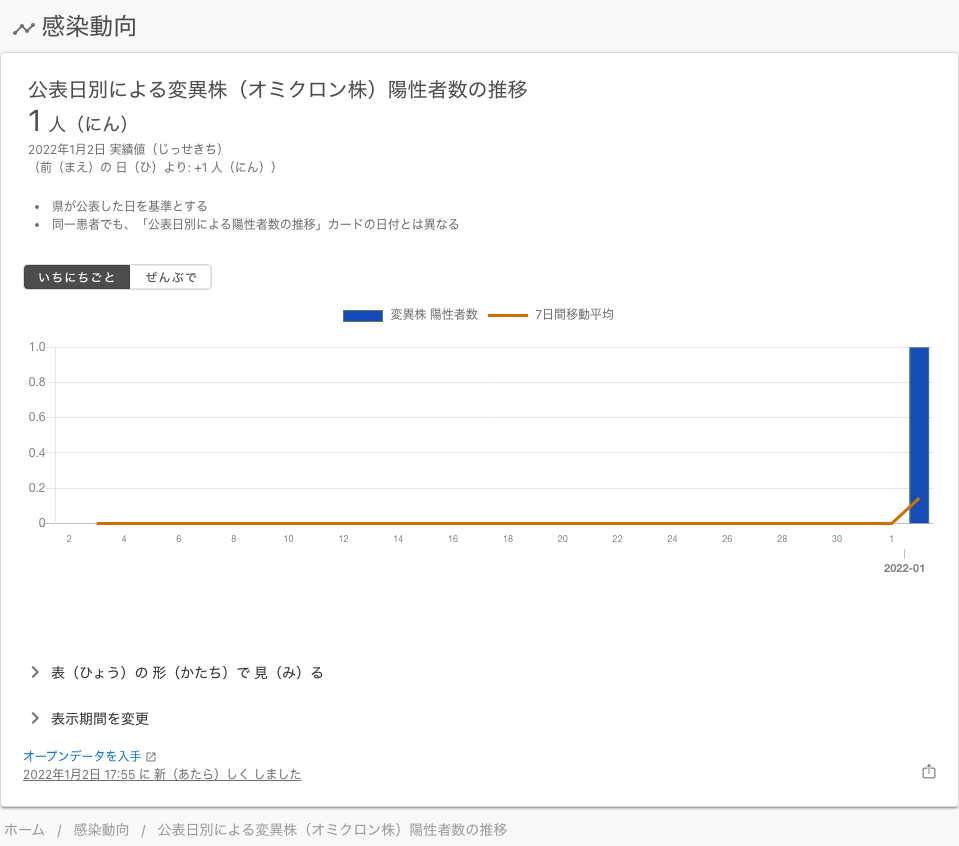 感染動向
公表日別による変異株（オミクロン株）陽性者数の推移
1 人（にん）
2022年1月2日 実績値（じっせきち）
（前（まえ）の 日（ひ）より: +1 人（にん））
県が公表した日を基準とする
同一患者でも、「公表日別による陽性者数の推移」カードの日付とは異なる
いちにちごと ぜんぶで
変異株 陽性者数 7日間移動平均
1.0
0.8
0.6
0.4
0.2
0
2 4 6 8 10 12 14 16 18 20 22 24 26 28 30 1
2022-01
表（ひょう）の 形（かたち）で 見（み）る
表示期間を変更
オープンデータを入手
2022年1月2日 17:55 に 新（あたら）しく しました
ホーム / 感染動向 / 公表日別による変異株（オミクロン株）陽性者数の推移